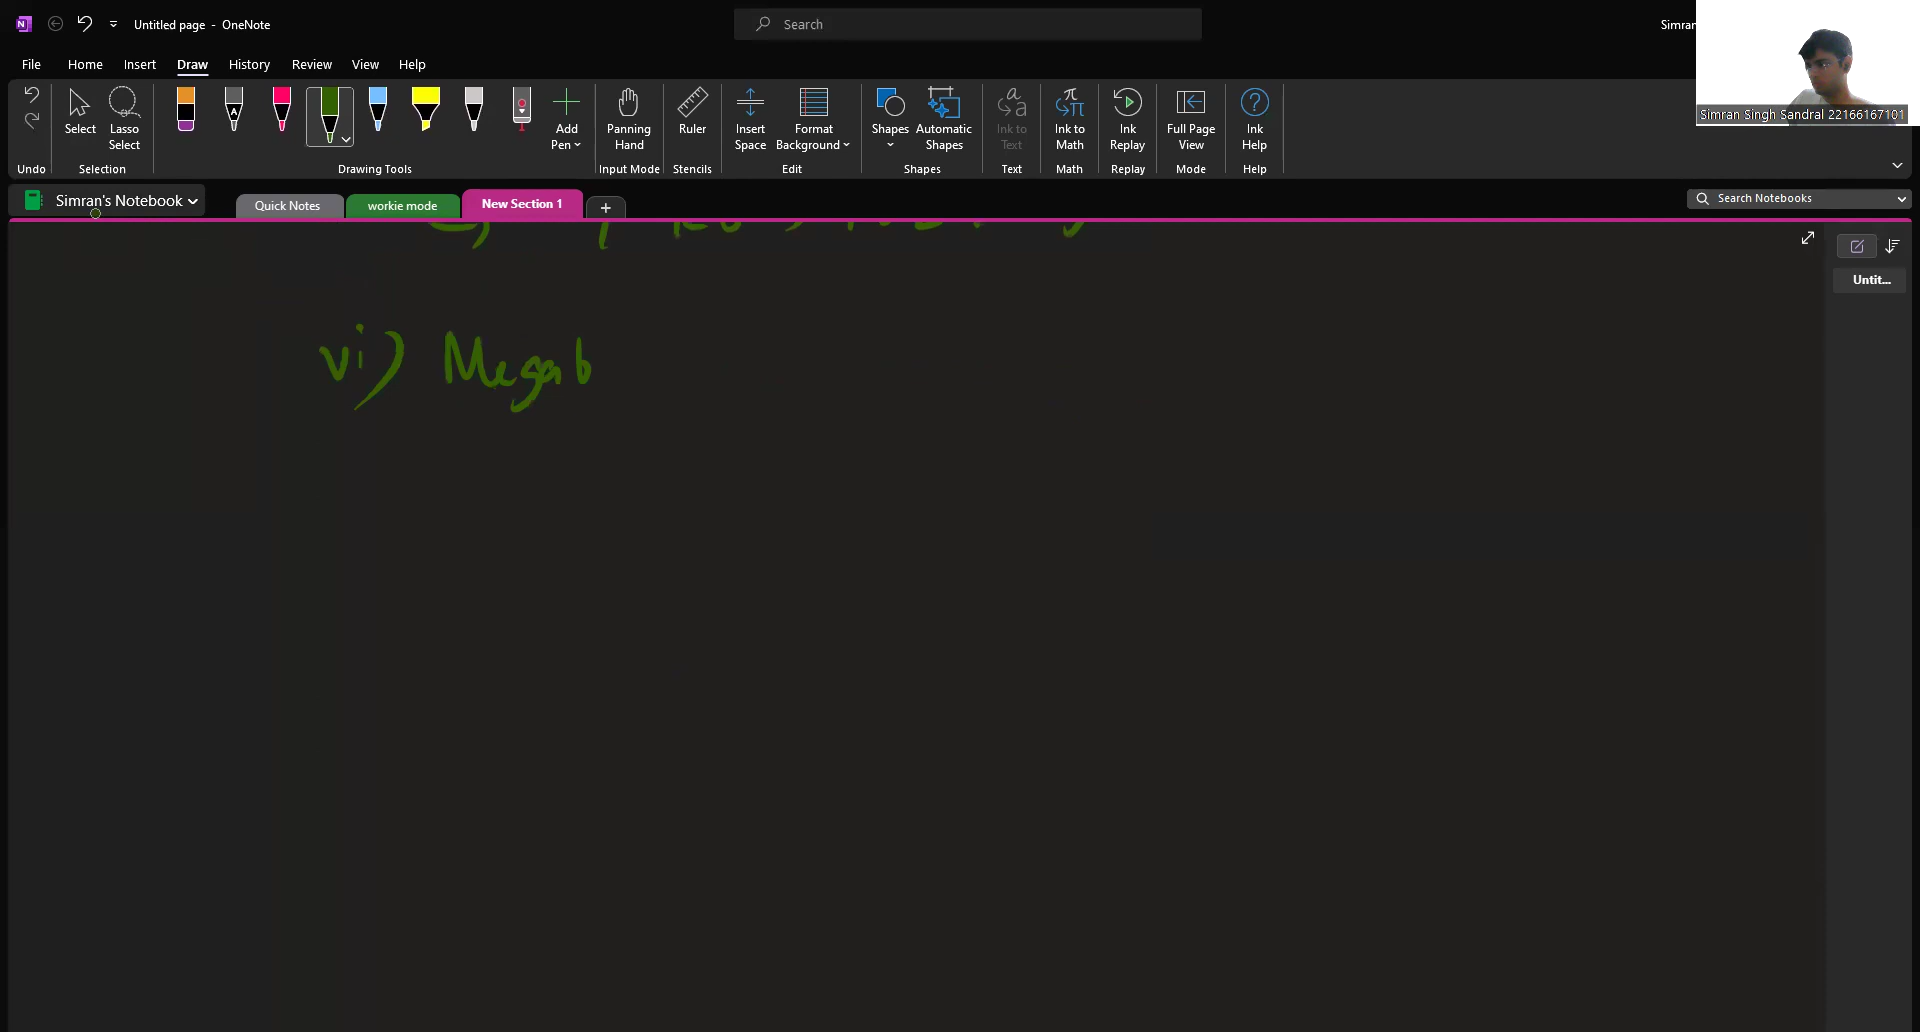 Untitled page - OneNote
Search
Simran
File Home Insert Draw History Review View Help
Simran Singh Sandral 22166167101
Select
Lasso Select
A
Add Pen
Panning Hand
Ruler
Insert Space
Format Background
Shapes
Automatic Shapes
Ink to Text
Ink to Math
Ink Replay
Full Page View
Ink Help
Undo Selection Drawing Tools Input Mode Stencils Edit Shapes Text Math Replay Mode Help
Simran's Notebook
Quick Notes
workie mode
New Section 1
Search Notebooks
Untit...
vi) Megab